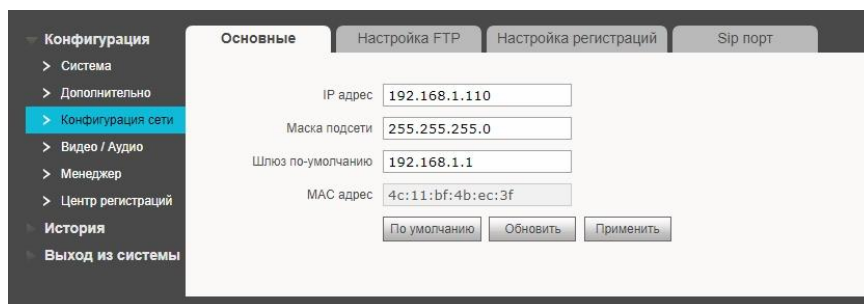 Конфигурация
> Система
> Дополнительно
> Конфигурация сети
> Видео / Аудио
> Менеджер
> Центр регистраций
История
Выход из системы
Основные
Настройка FTP
Настройка регистраций
Sip порт
IP адрес 192.168.1.110
Маска подсети 255.255.255.0
Шлюз по-умолчанию 192.168.1.1
MAC адрес 4c:11:bf:4b:ec:3f
По умолчанию Обновить Применить